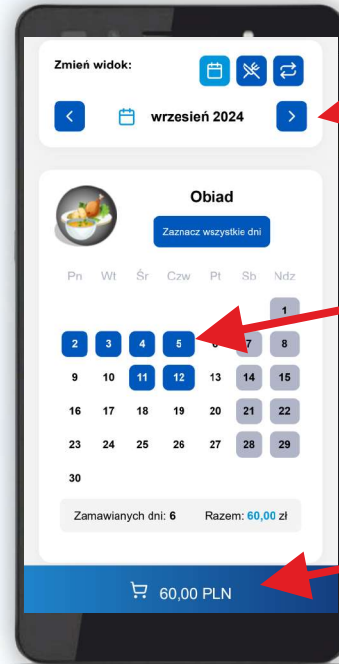 Zmień widok:
wrzesień 2024
Obiad
Zaznacz wszystkie dni
Pn Wt Śr Czw Pt Sb Ndz
1
2 3 4 5 6 7 8
9 10 11 12 13 14 15
16 17 18 19 20 21 22
23 24 25 26 27 28 29
30
Zamawianych dni: 6 Razem: 60,00 zł
60,00 PLN